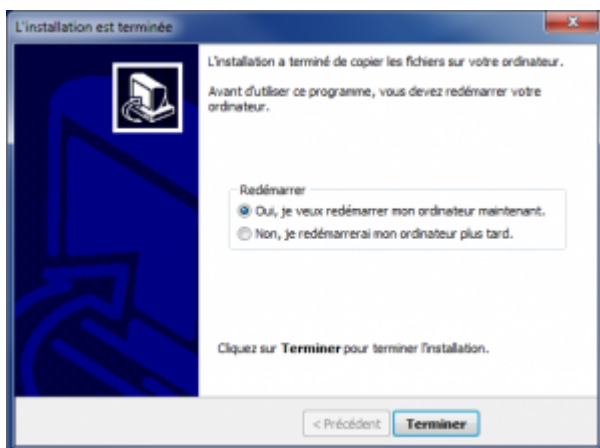 L'installation est terminée
L'installation a terminé de copier les fichiers sur votre ordinateur.
Avant d'utiliser ce programme, vous devez redémarrer votre
ordinateur.
Redémarrer
Oui, je veux redémarrer mon ordinateur maintenant.
Non, je redémarrerai mon ordinateur plus tard.
Cliquez sur Terminer pour terminer l'installation.
< Précédent
Terminer